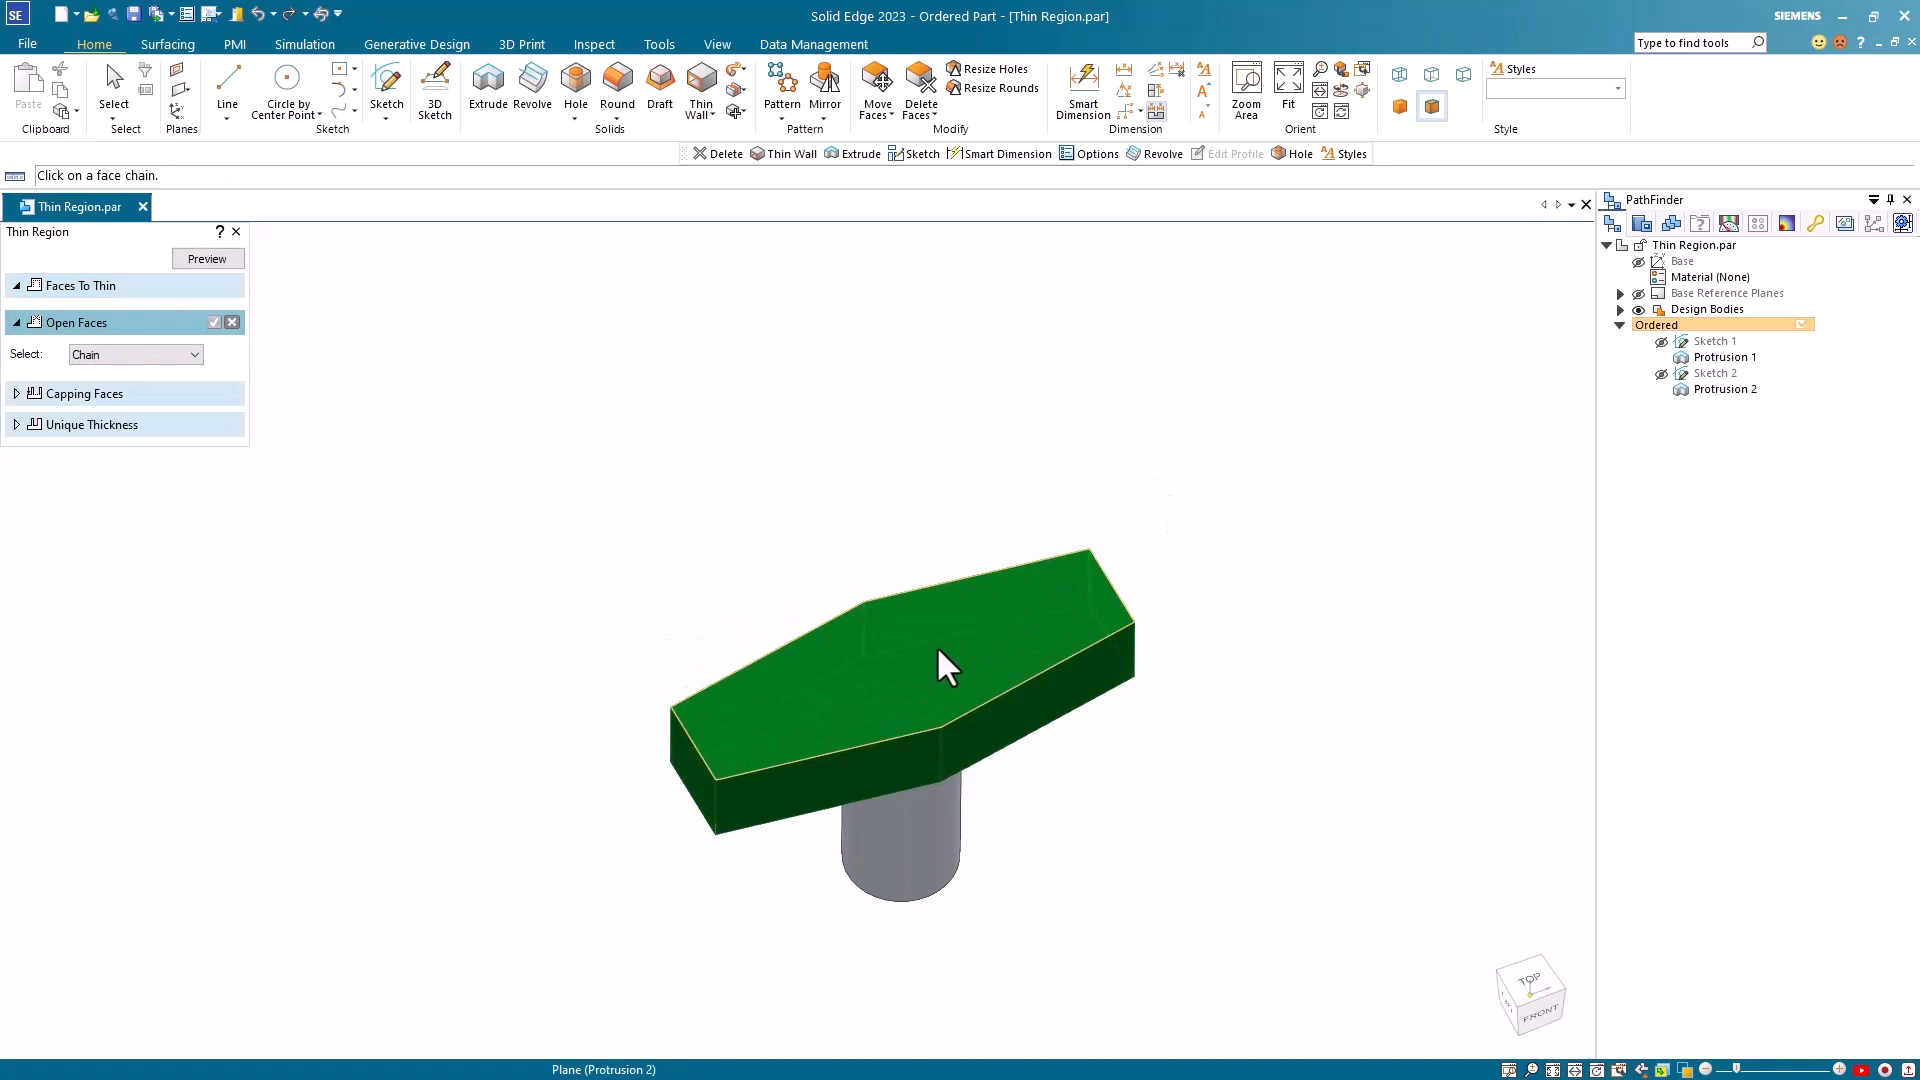 SE
Solid Edge 2023 - Ordered Part - [Thin Region.par]
SIEMENS
File Home Surfacing PMI Simulation Generative Design 3D Print Inspect Tools View Data Management
Type to find tools
Paste
Clipboard
Select
Select
Planes
Line
Circle by
Center Point
Sketch
Sketch
3D
Sketch
Extrude
Revolve
Hole
Round
Draft
Thin
Wall
Solids
Pattern
Mirror
Pattern
Move
Faces
Delete
Faces
Resize Holes
Resize Rounds
Modify
Smart
Dimension
Dimension
Zoom
Area
Fit
Orient
Styles
Style
Delete Thin Wall Extrude Sketch Smart Dimension Options Revolve Edit Profile Hole Styles
Click on a face chain.
Thin Region.par
Thin Region
Preview
Faces To Thin
Open Faces
Select: Chain
Capping Faces
Unique Thickness
PathFinder
Thin Region.par
Base
Material (None)
Base Reference Planes
Design Bodies
Ordered
Sketch 1
Protrusion 1
Sketch 2
Protrusion 2
TOP
FRONT
Plane (Protrusion 2)